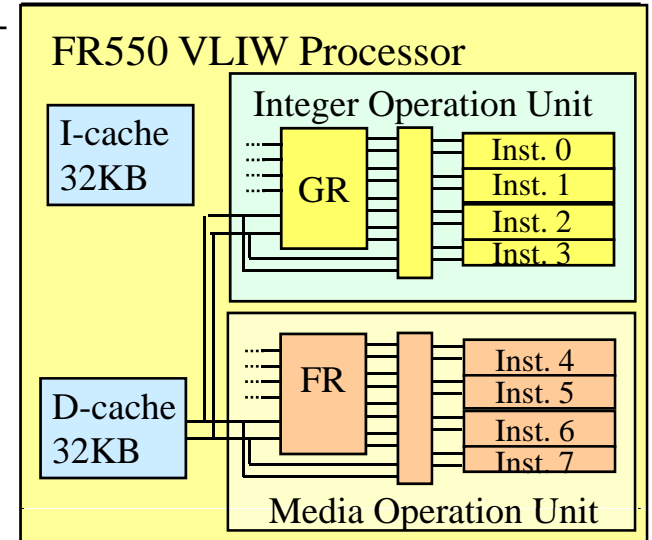 FR550 VLIW Processor
Integer Operation Unit
I-cache
32KB
GR
Inst. 0
Inst. 1
Inst. 2
Inst. 3
D-cache
32KB
FR
Inst. 4
Inst. 5
Inst. 6
Inst. 7
Media Operation Unit